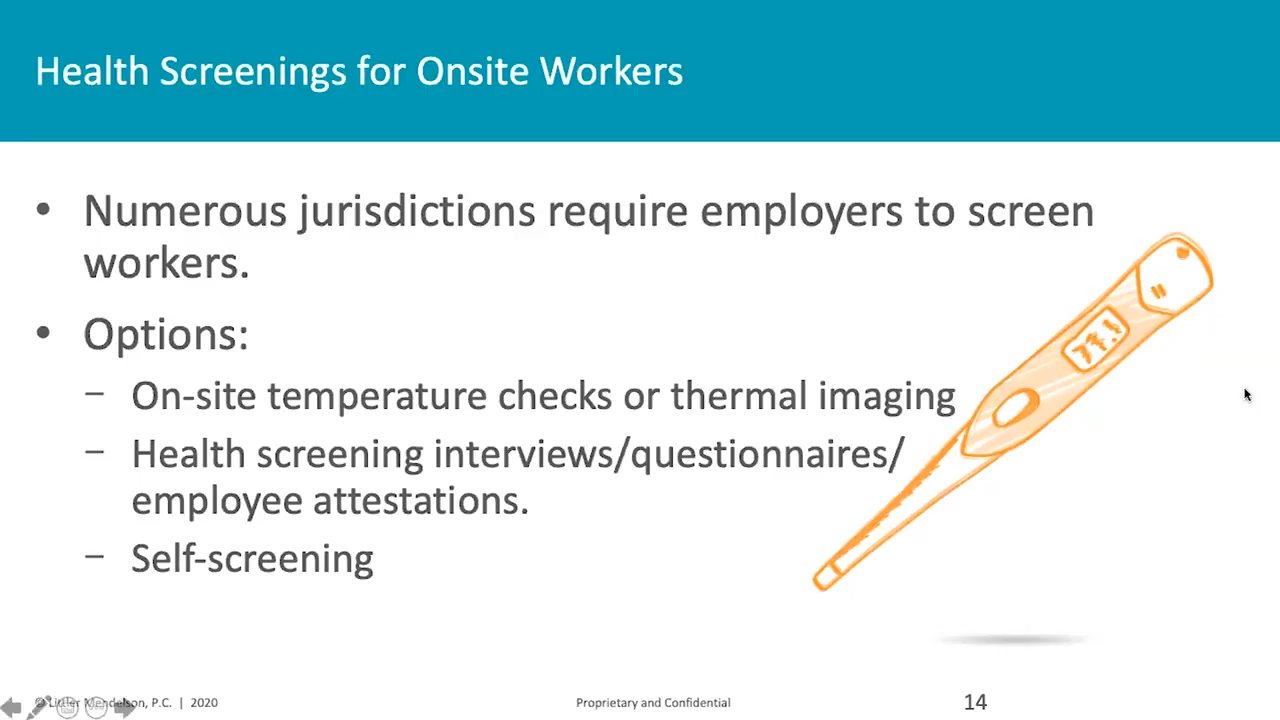 Health Screenings for Onsite Workers
• Numerous jurisdictions require employers to screen
workers.
• Options:
– On-site temperature checks or thermal imaging
– Health screening interviews/questionnaires/
employee attestations.
– Self-screening
© Littler Mendelson, P.C. | 2020
Proprietary and Confidential
14